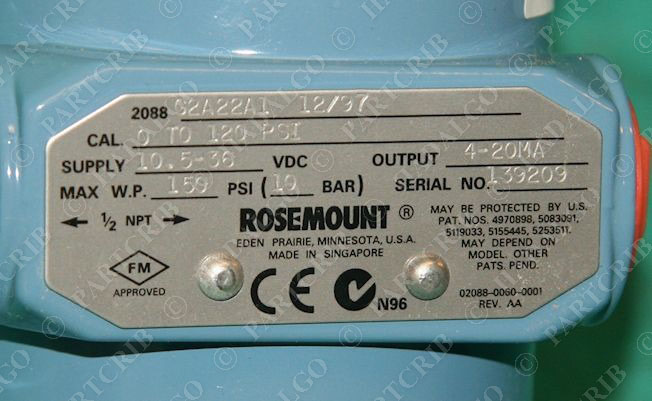 2088 G2A22A1 12/97
CAL. 0 TO 120 PSI
SUPPLY 10.5-36 VDC OUTPUT 4-20MA
MAX W.P. 150 PSI (10 BAR) SERIAL NO. 139209
1/2 NPT
ROSEMOUNT ®
EDEN PRAIRIE, MINNESOTA, U.S.A.
MADE IN SINGAPORE
MAY BE PROTECTED BY U.S.
PAT. NOS. 4970898, 5083091,
5119033, 5155445, 5253511.
MAY DEPEND ON
MODEL. OTHER
PATS. PEND.
FM
APPROVED
CE N96
02088-0060-0001
REV. AA
© PARTCRIB
© INDALGO